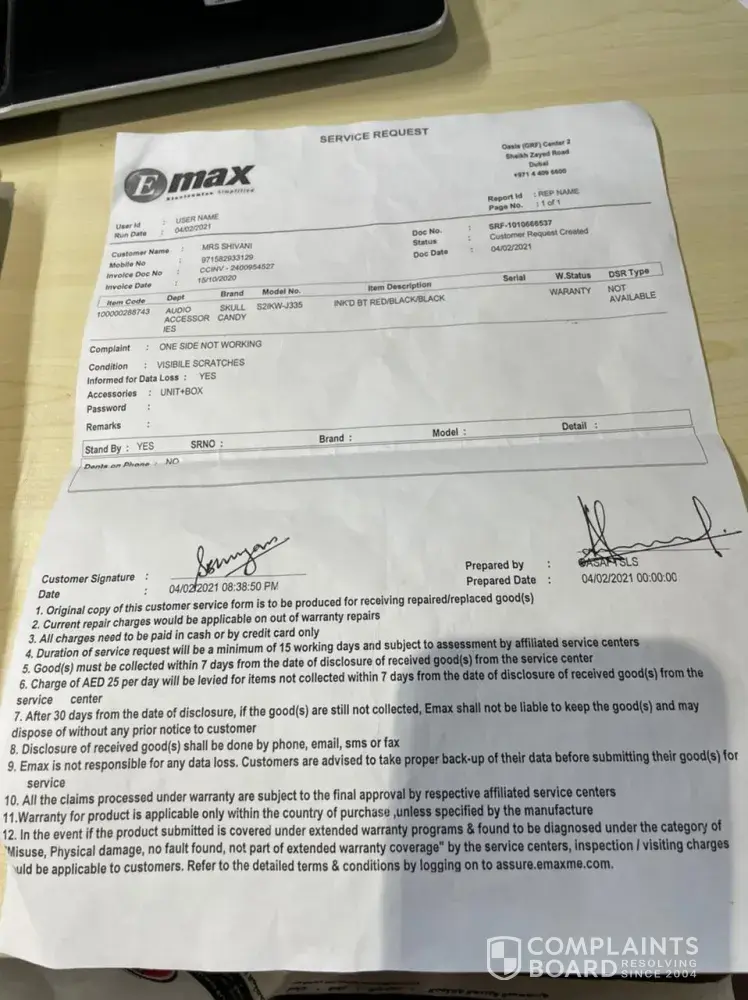 SERVICE REQUEST
Emax
Electronics Simplified
Oasis (GRF) Center 2
Shaikh Zayed Road
Dubai
+971 4 409 6500
Report Id : REP NAME
Page No. : 1 of 1
User Id : USER NAME
Run Date : 04/02/2021
Customer Name : MRS SHIVANI
Mobile No : 971582933129
Invoice Doc No : CCINV - 2400954527
Invoice Date : 15/10/2020
Doc No. : SRF-1010666537
Status : Customer Request Created
Doc Date : 04/02/2021
Item Code Dept Brand Model No. Item Description Serial W.Status DSR Type
100000288743 AUDIO SKULL S2IKW-J335 INK'D BT RED/BLACK/BLACK WARRANTY NOT
ACCESSOR CANDY AVAILABLE
IES
Complaint : ONE SIDE NOT WORKING
Condition : VISIBILE SCRATCHES
Informed for Data Loss : YES
Accessories : UNIT+BOX
Password :
Remarks :
Stand By : YES SRNO : Brand : Model : Detail :
Dents on Phone : NO
Customer Signature :
Date : 04/02/2021 08:38:50 PM
Prepared by :
Prepared Date : 04/02/2021 00:00:00
1. Original copy of this customer service form is to be produced for receiving repaired/replaced good(s)
2. Current repair charges would be applicable on out of warranty repairs
3. All charges need to be paid in cash or by credit card only
4. Duration of service request will be a minimum of 15 working days and subject to assessment by affiliated service centers
5. Good(s) must be collected within 7 days from the date of disclosure of received good(s) from the service center
6. Charge of AED 25 per day will be levied for items not collected within 7 days from the date of disclosure of received good(s) from the
service center
7. After 30 days from the date of disclosure, if the good(s) are still not collected, Emax shall not be liable to keep the good(s) and may
dispose of without any prior notice to customer
8. Disclosure of received good(s) shall be done by phone, email, sms or fax
9. Emax is not responsible for any data loss. Customers are advised to take proper back-up of their data before submitting their good(s) for
service
10. All the claims processed under warranty are subject to the final approval by respective affiliated service centers
11.Warranty for product is applicable only within the country of purchase ,unless specified by the manufacture
12. In the event if the product submitted is covered under extended warranty programs & found to be diagnosed under the category of
"Misuse, Physical damage, no fault found, not part of extended warranty coverage" by the service centers, inspection / visiting charges
uld be applicable to customers. Refer to the detailed terms & conditions by logging on to assure.emaxme.com.
COMPLAINTS
BOARD RESOLVING
SINCE 2004